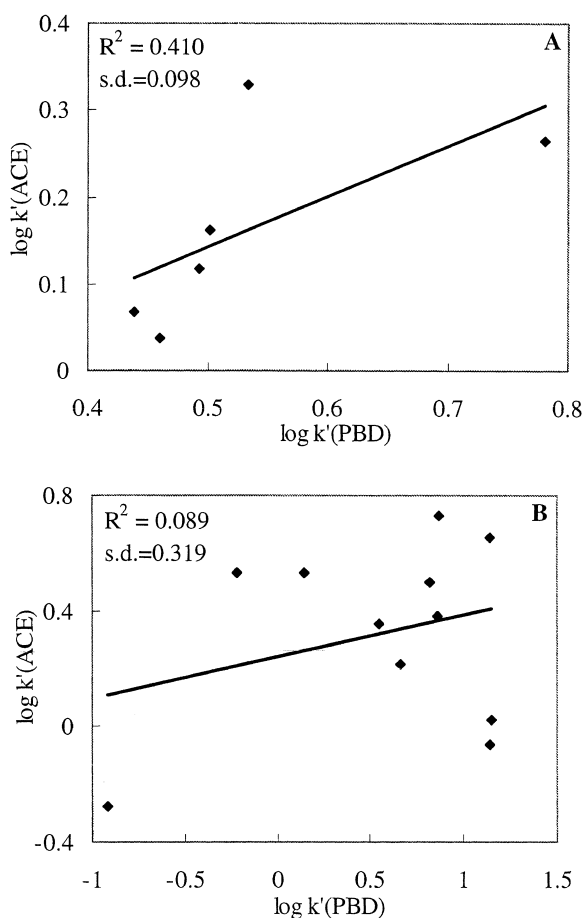 A
R² = 0.410
s.d.=0.098
0.4
0.3
0.2
0.1
0
log k'(ACE)
0.4 0.5 0.6 0.7 0.8
log k'(PBD)
B
R² = 0.089
s.d.=0.319
0.8
0.4
0
-0.4
log k'(ACE)
-1 -0.5 0 0.5 1 1.5
log k'(PBD)